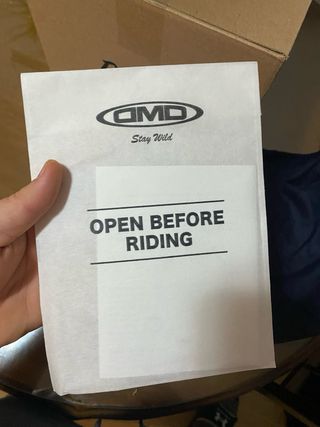 DMD
Stay Wild
OPEN BEFORE
RIDING